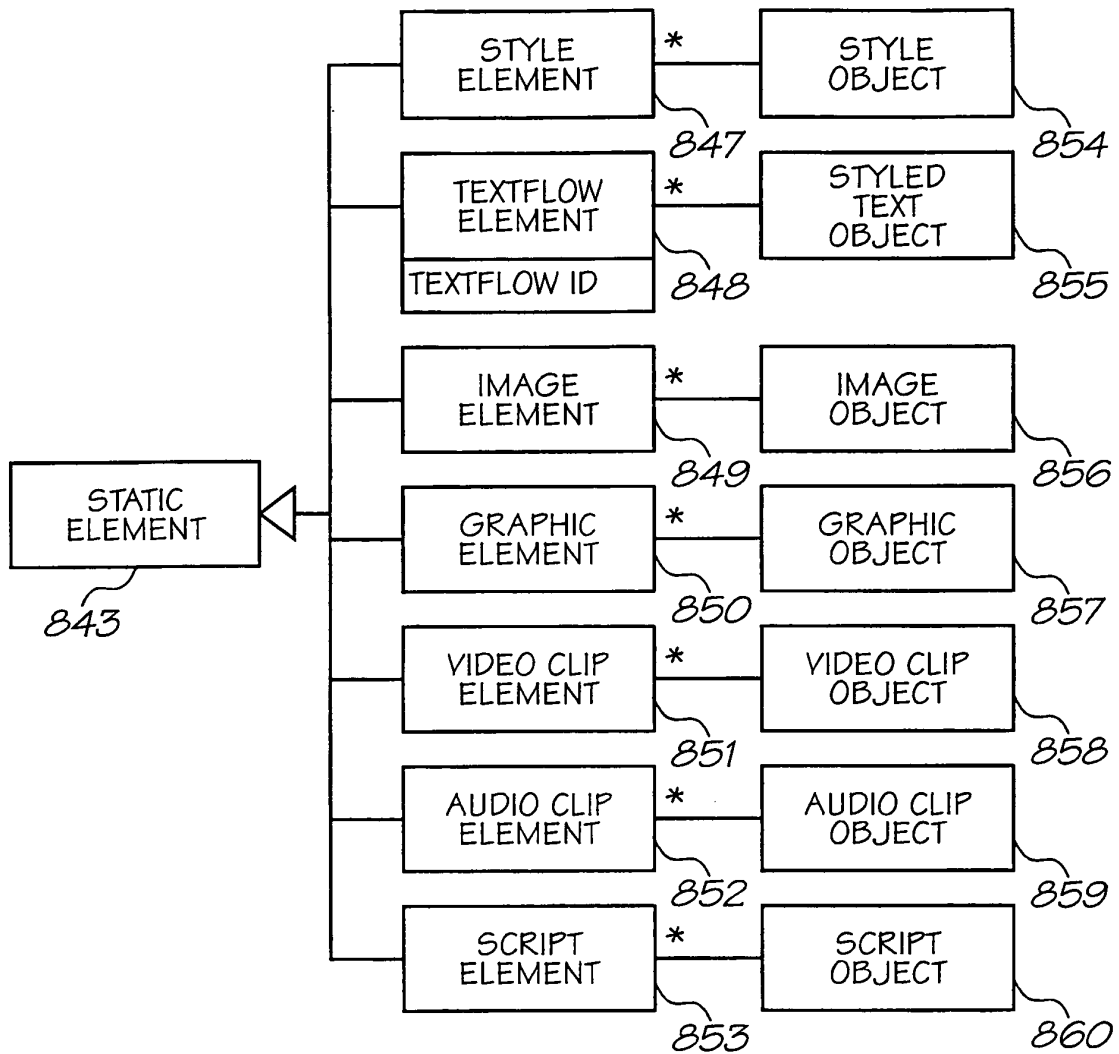 STYLE
ELEMENT
*
STYLE
OBJECT
847
854
TEXTFLOW
ELEMENT
*
STYLED
TEXT
OBJECT
TEXTFLOW ID
848
855
IMAGE
ELEMENT
*
IMAGE
OBJECT
849
856
STATIC
ELEMENT
843
GRAPHIC
ELEMENT
*
GRAPHIC
OBJECT
850
857
VIDEO CLIP
ELEMENT
*
VIDEO CLIP
OBJECT
851
858
AUDIO CLIP
ELEMENT
*
AUDIO CLIP
OBJECT
852
859
SCRIPT
ELEMENT
*
SCRIPT
OBJECT
853
860